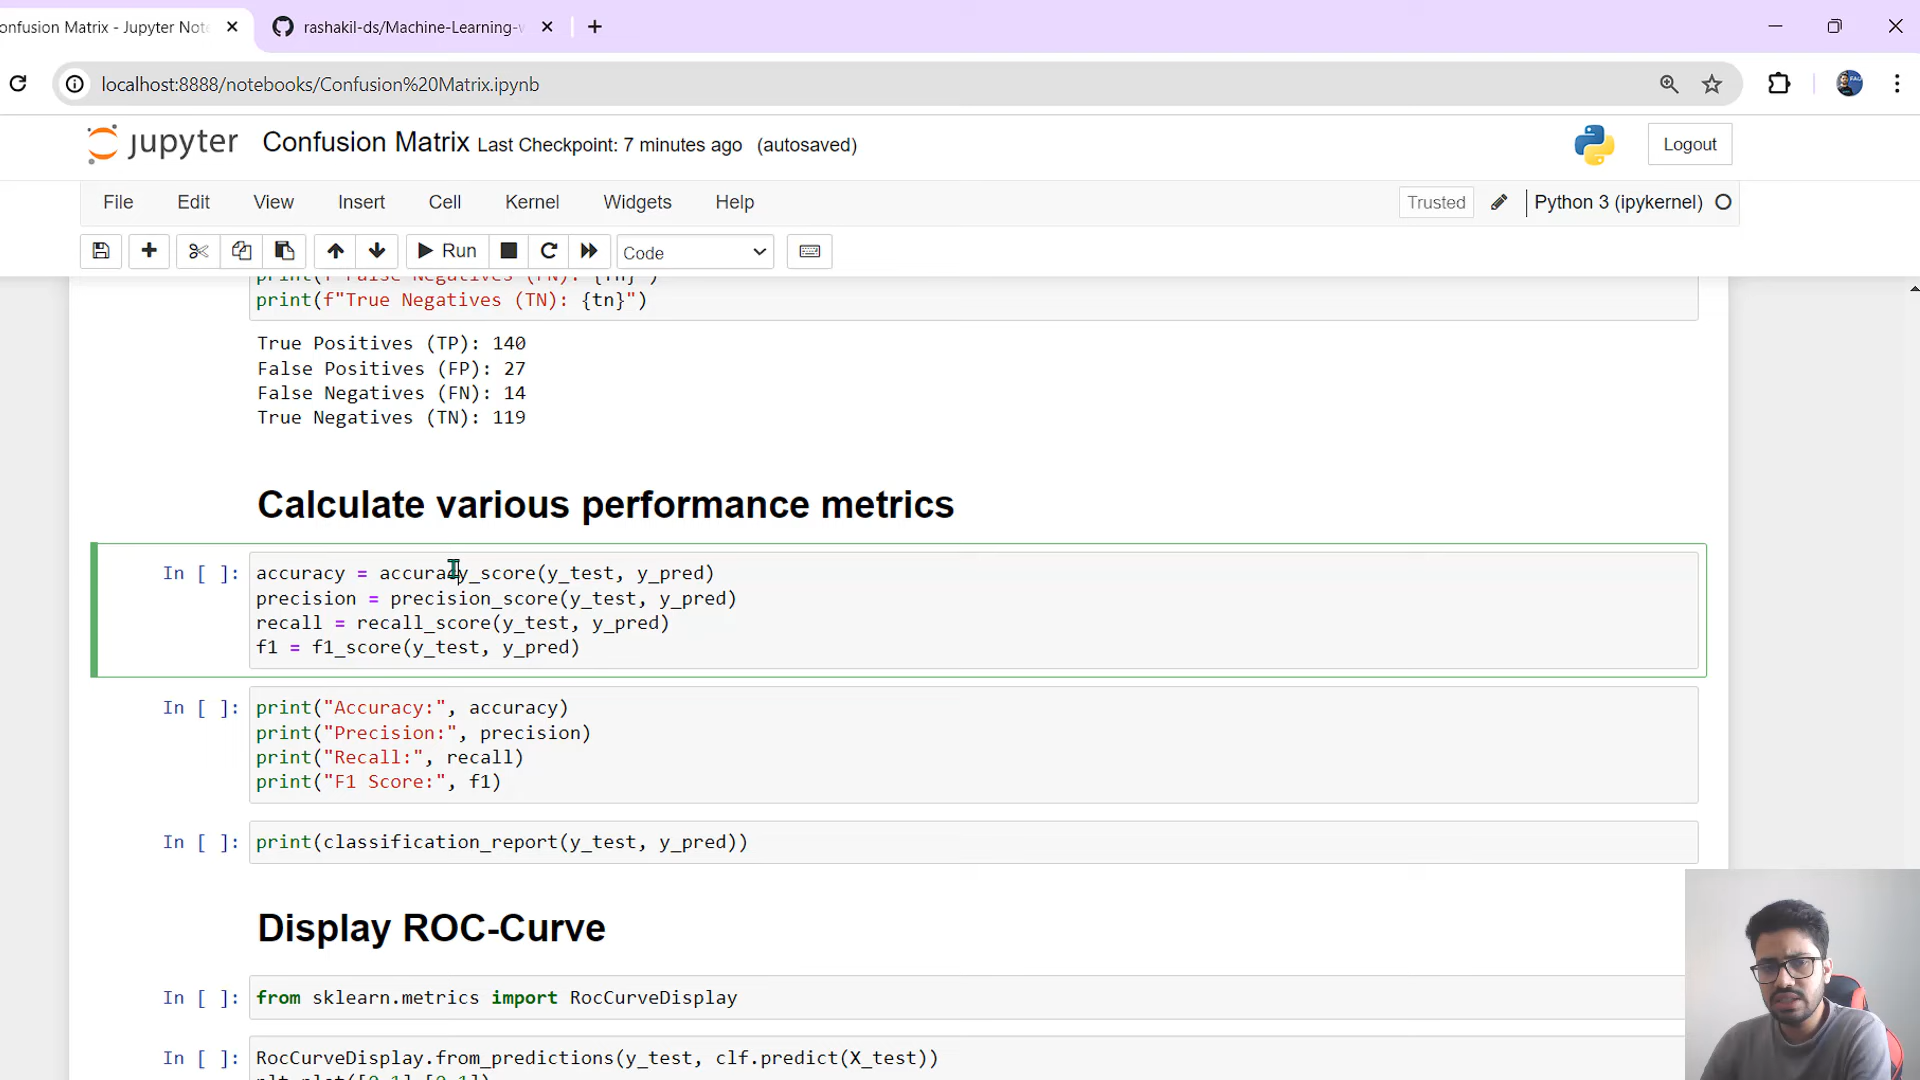 onfusion Matrix - Jupyter Note
rashakil-ds/Machine-Learning-w
localhost:8888/notebooks/Confusion%20Matrix.ipynb
jupyter Confusion Matrix Last Checkpoint: 7 minutes ago (autosaved)
Logout
File Edit View Insert Cell Kernel Widgets Help
Trusted
Python 3 (ipykernel)
Run
Code
print(f"False Negatives (FN): {fn}")
print(f"True Negatives (TN): {tn}")
True Positives (TP): 140
False Positives (FP): 27
False Negatives (FN): 14
True Negatives (TN): 119
Calculate various performance metrics
In [ ]: accuracy = accuracy_score(y_test, y_pred)
precision = precision_score(y_test, y_pred)
recall = recall_score(y_test, y_pred)
f1 = f1_score(y_test, y_pred)
In [ ]: print("Accuracy:", accuracy)
print("Precision:", precision)
print("Recall:", recall)
print("F1 Score:", f1)
In [ ]: print(classification_report(y_test, y_pred))
Display ROC-Curve
In [ ]: from sklearn.metrics import RocCurveDisplay
In [ ]: RocCurveDisplay.from_predictions(y_test, clf.predict(X_test))